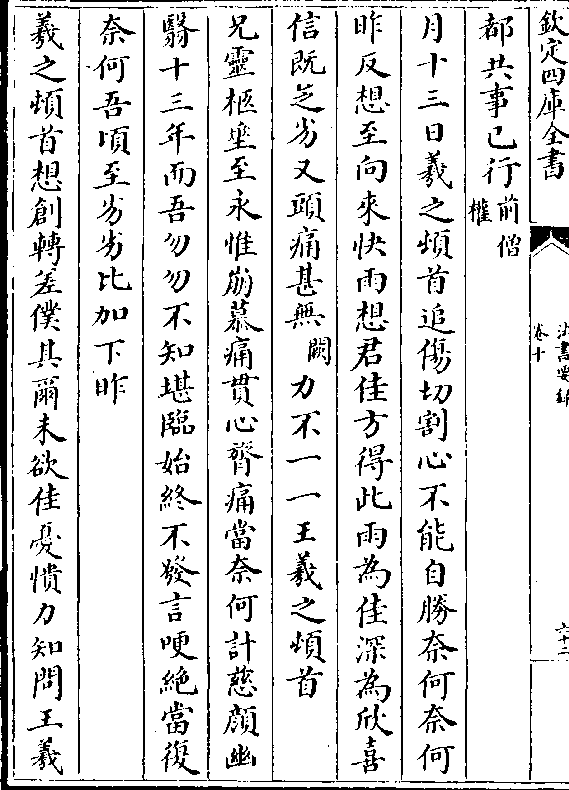 欽定四庫全書
法書要錄
卷十
六十二
都共事已行前僧權
月十三日羲之頓首追傷切割心不能自勝奈何奈何
昨反想至向來快雨想君佳方得此雨為佳深為欣喜
信既乏劣又頭痛甚無闕力不一一王羲之頓首
兄靈柩垂至永惟崩慕痛貫心膂痛當奈何計慈顏幽
翳十三年而吾勿勿不知堪臨始終不發言哽絕當復
奈何吾頃至劣劣比加下昨
羲之頓首想創轉差僕其爾未欲佳憂憒力知問王羲